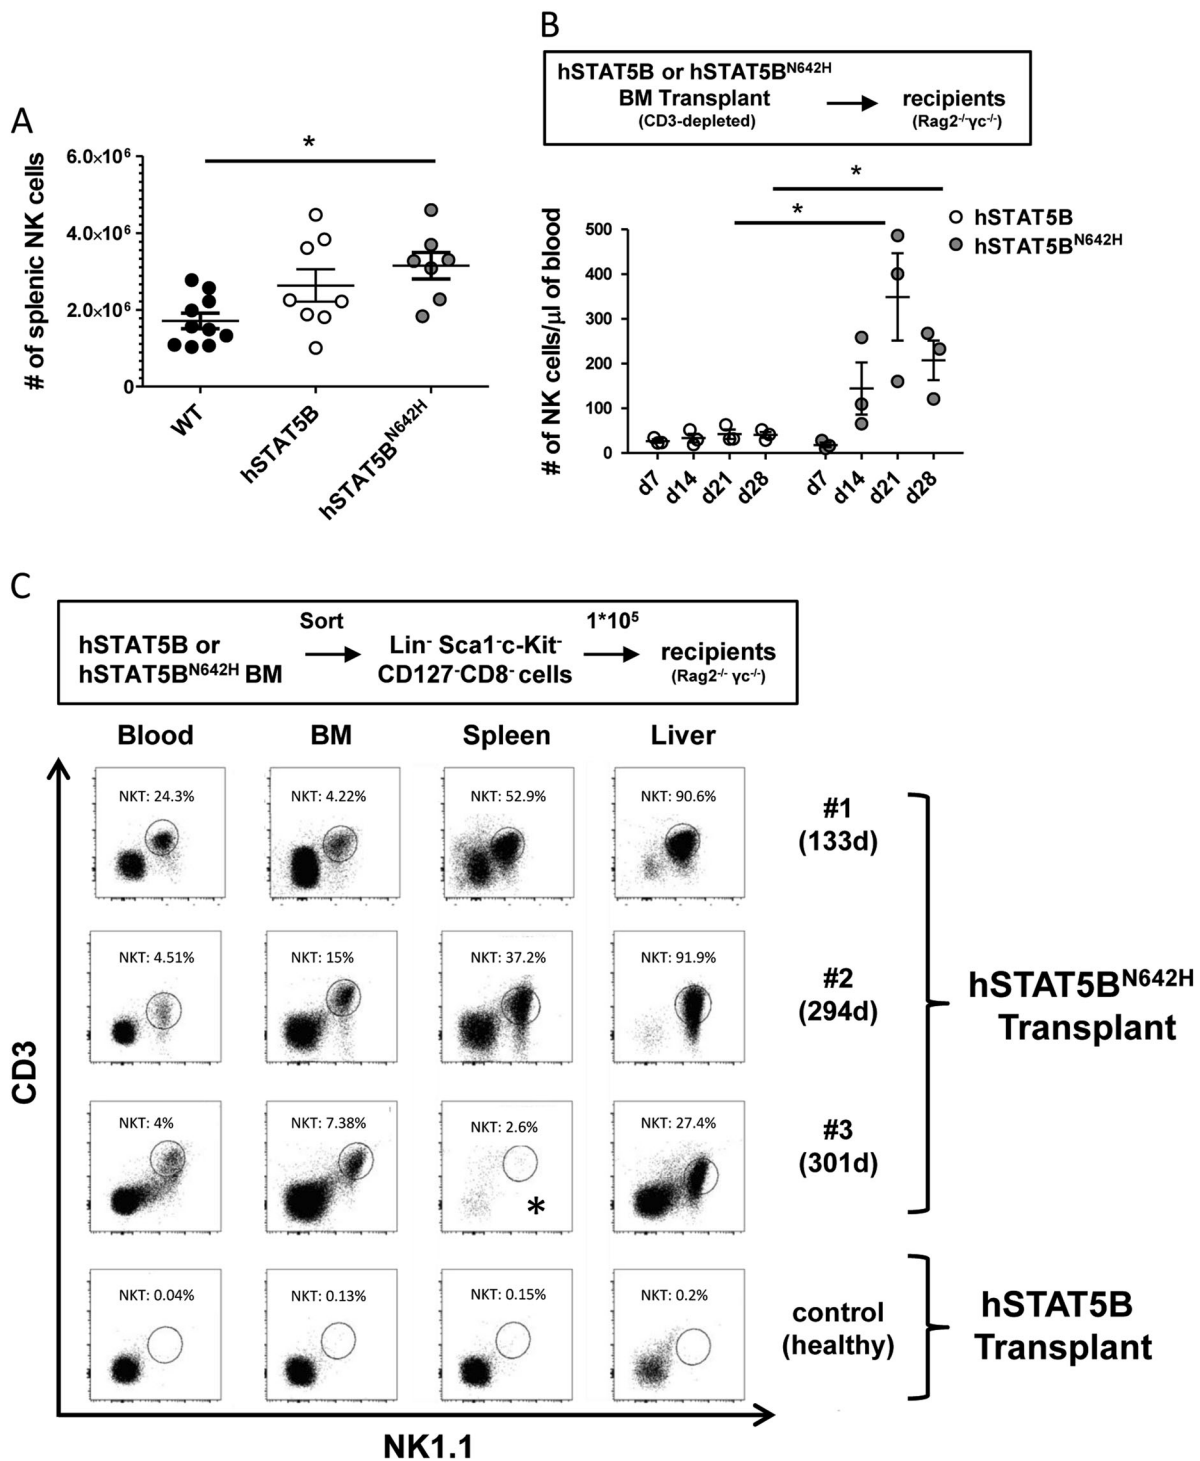 A
# of splenic NK cells
6.0×10⁶
4.0×10⁶
2.0×10⁶
0
*
WT
hSTAT5B
hSTAT5B^N642H
B
hSTAT5B or hSTAT5B^N642H
BM Transplant
(CD3-depleted)
recipients
(Rag2-/-γc-/-)
# of NK cells/µl of blood
500
400
300
200
100
0
*
*
hSTAT5B
hSTAT5B^N642H
d7
d14
d21
d28
d7
d14
d21
d28
C
hSTAT5B or
hSTAT5B^N642H BM
Sort
Lin- Sca1-c-Kit-
CD127-CD8- cells
1*10⁵
recipients
(Rag2-/- γc-/-)
Blood BM Spleen Liver
NKT: 24.3% NKT: 4.22% NKT: 52.9% NKT: 90.6%
#1
(133d)
NKT: 4.51% NKT: 15% NKT: 37.2% NKT: 91.9%
#2
(294d)
hSTAT5B^N642H
Transplant
NKT: 4% NKT: 7.38% NKT: 2.6% NKT: 27.4%
*
#3
(301d)
NKT: 0.04% NKT: 0.13% NKT: 0.15% NKT: 0.2%
control
(healthy)
hSTAT5B
Transplant
CD3
NK1.1